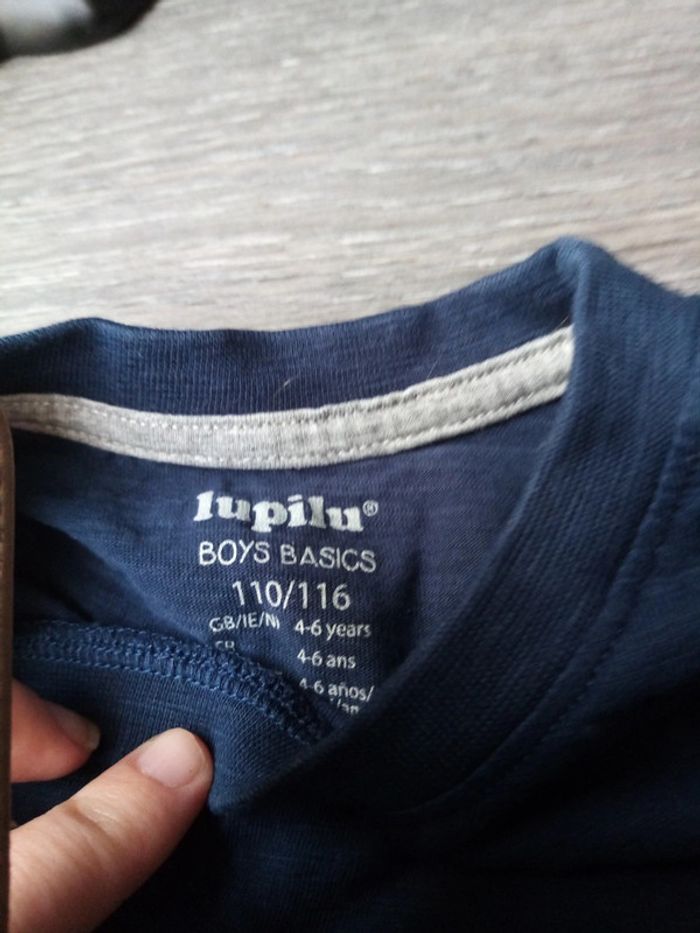 lupilu®
BOYS BASICS
110/116
GB/IE/NI 4-6 years
4-6 ans
4-6 años/